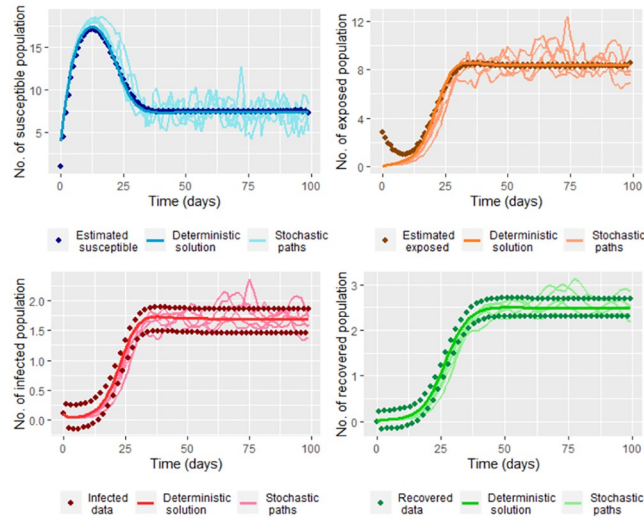 No. of susceptible population
15
10
5
0
25
50
75
100
Time (days)
Estimated susceptible
Deterministic solution
Stochastic paths
No. of exposed population
12
8
4
0
0
25
50
75
100
Time (days)
Estimated exposed
Deterministic solution
Stochastic paths
No. of infected population
2.0
1.5
1.0
0.5
0.0
0
25
50
75
100
Time (days)
Infected data
Deterministic solution
Stochastic paths
No. of recovered population
3
2
1
0
0
25
50
75
100
Time (days)
Recovered data
Deterministic solution
Stochastic paths